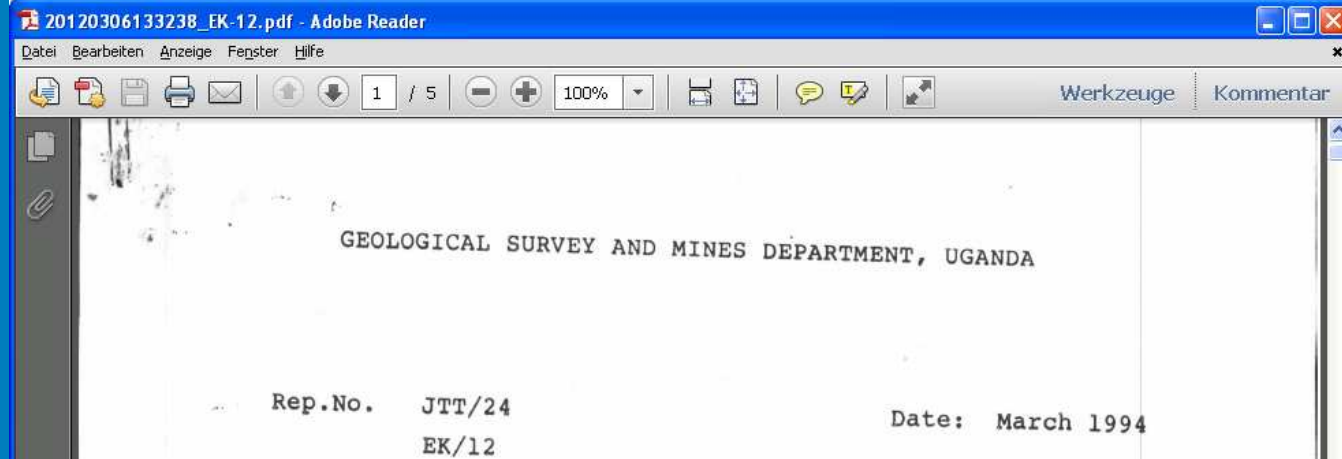 20120306133238_EK-12.pdf - Adobe Reader
Datei Bearbeiten Anzeige Fenster Hilfe
1 / 5 100% Werkzeuge Kommentar
GEOLOGICAL SURVEY AND MINES DEPARTMENT, UGANDA
Rep.No. JTT/24 Date: March 1994
EK/12